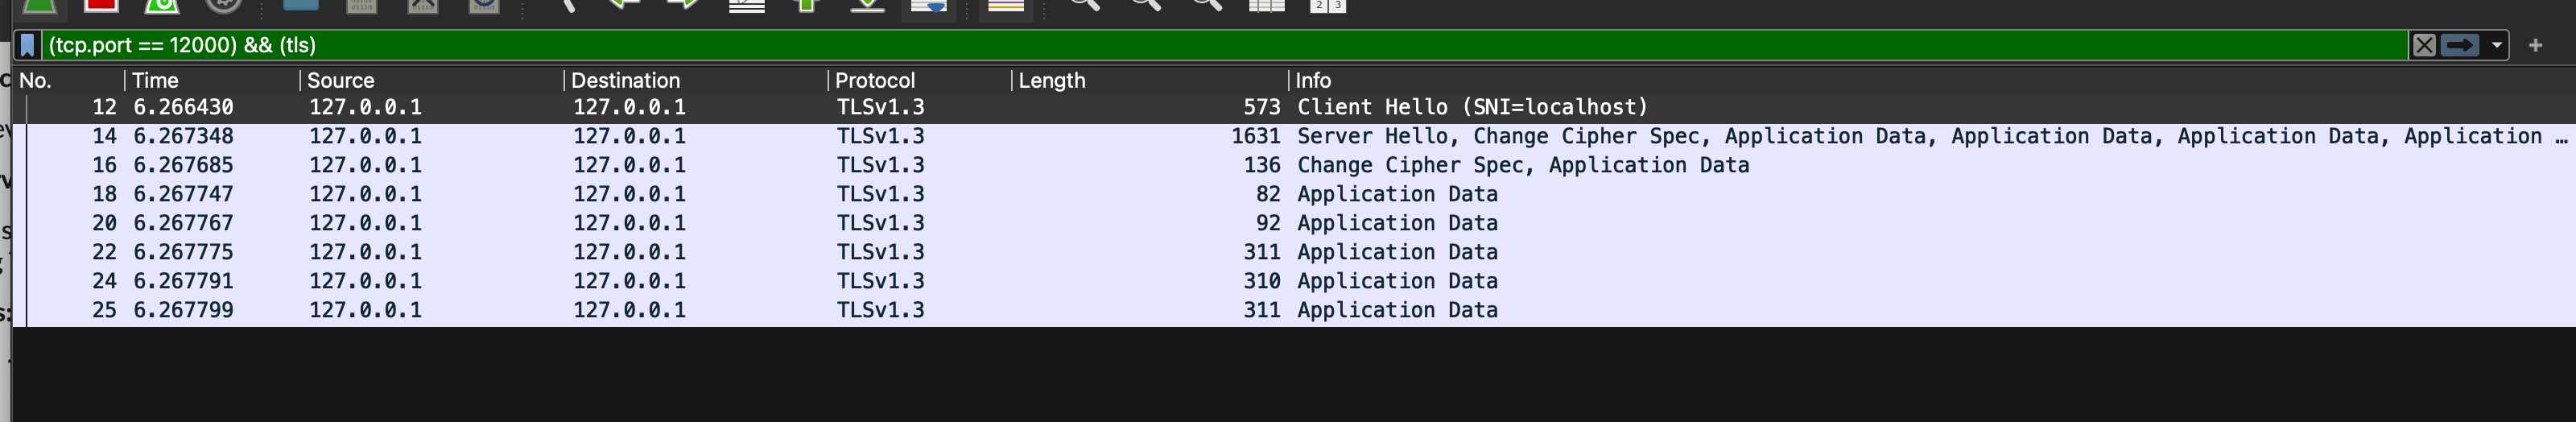 (tcp.port == 12000) && (tls)
No. Time Source Destination Protocol Length Info
12 6.266430 127.0.0.1 127.0.0.1 TLSv1.3 573 Client Hello (SNI=localhost)
14 6.267348 127.0.0.1 127.0.0.1 TLSv1.3 1631 Server Hello, Change Cipher Spec, Application Data, Application Data, Application Data, Application …
16 6.267685 127.0.0.1 127.0.0.1 TLSv1.3 136 Change Cipher Spec, Application Data
18 6.267747 127.0.0.1 127.0.0.1 TLSv1.3 82 Application Data
20 6.267767 127.0.0.1 127.0.0.1 TLSv1.3 92 Application Data
22 6.267775 127.0.0.1 127.0.0.1 TLSv1.3 311 Application Data
24 6.267791 127.0.0.1 127.0.0.1 TLSv1.3 310 Application Data
25 6.267799 127.0.0.1 127.0.0.1 TLSv1.3 311 Application Data